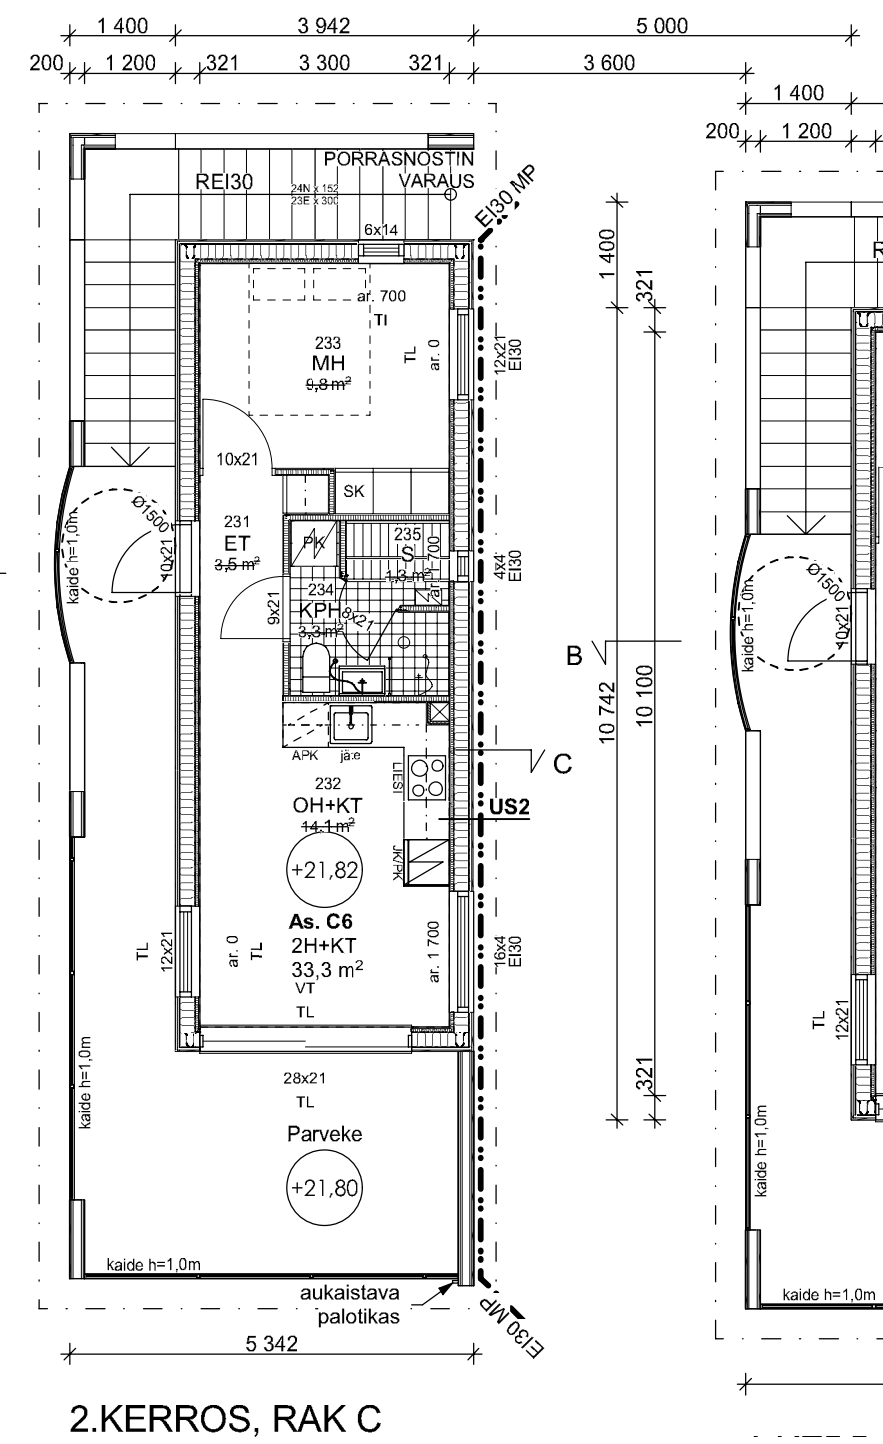 1 400
3 942
5 000
200
1 200
321
3 300
321
3 600
1 400
200
1 200
PORRASNOSTIN
VARAUS
REI30
24N x 152
23E x 300
EI30 MP
6x14
ar. 700
TI
233
MH
9,8 m²
TL
ar. 0
12x21
EI30
1 400
321
10x21
SK
231
ET
3,5 m²
PK
235
S
1,3 m²
ar. 1 700
4x4
EI30
Ø1500
kaide h=1,0m
10x21
234
KPH
3,3 m²
8x21
9x21
Ø1500
kaide h=1,0m
10x21
B
10 742
10 100
APK
jä:e
LIESI
C
232
OH+KT
14,1 m²
US2
JK/PK
+21,82
As. C6
2H+KT
33,3 m²
VT
TL
TL
12x21
ar. 0
TL
ar. 1 700
16x4
EI30
TL
12x21
321
28x21
TL
kaide h=1,0m
Parveke
+21,80
kaide h=1,0m
kaide h=1,0m
kaide h=1,0m
aukaistava
palotikas
EI30 MP
5 342
2.KERROS, RAK C